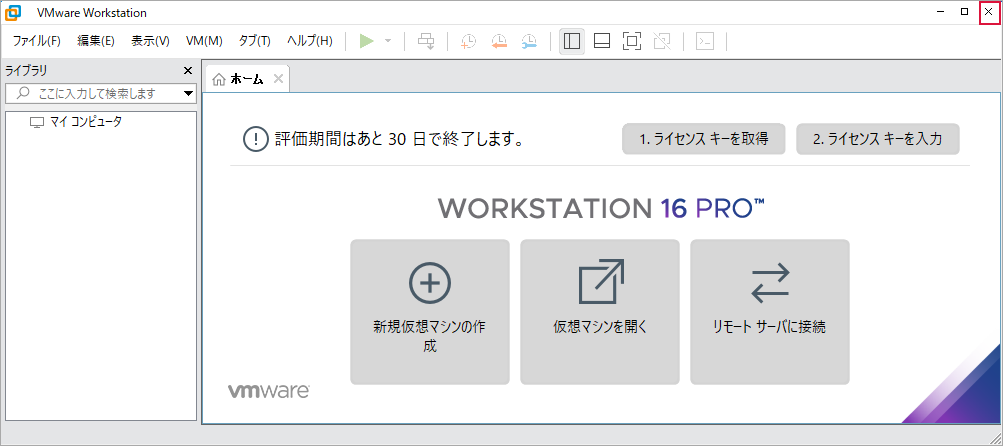 VMware Workstation
ファイル(F) 編集(E) 表示(V) VM(M) タブ(T) ヘルプ(H)
ライブラリ
ここに入力して検索します
マイ コンピュータ
ホーム
評価期間はあと 30 日で終了します。
1. ライセンス キーを取得
2. ライセンス キーを入力
WORKSTATION 16 PRO™
新規仮想マシンの作
成
仮想マシンを開く
リモート サーバに接続
vmware